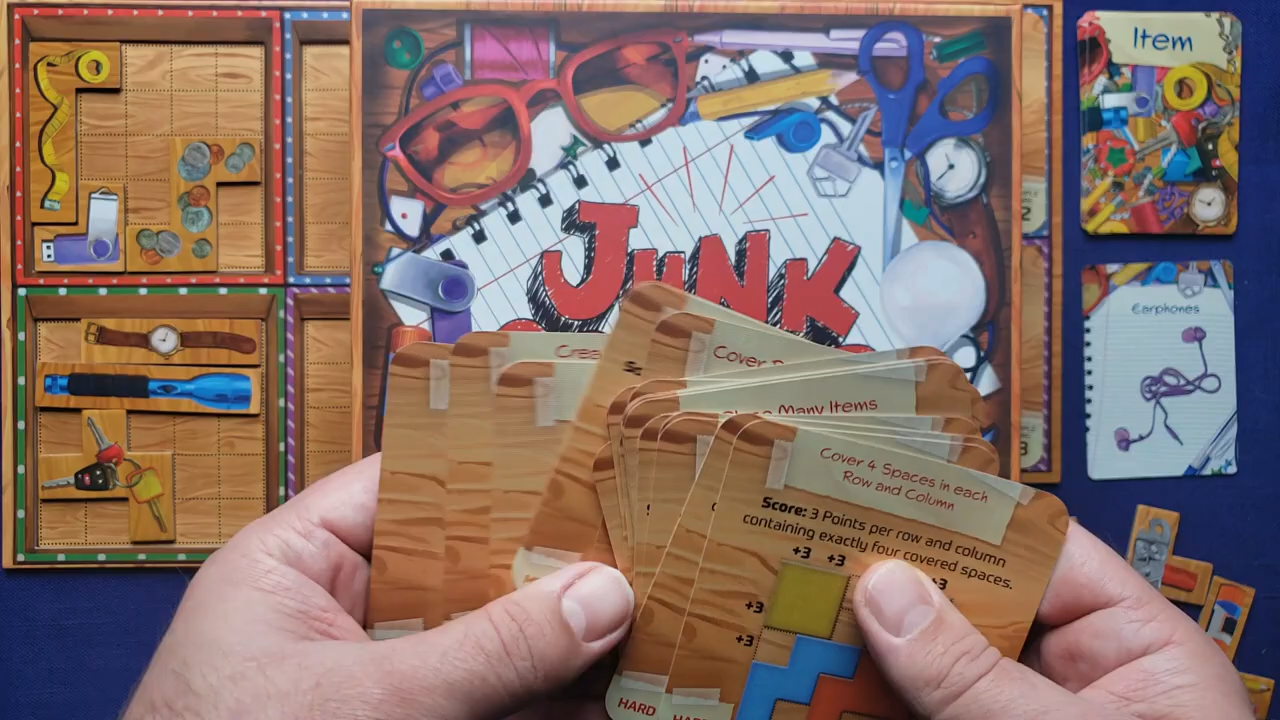 Item
JUNK
Earphones
Crea
Cover
Many Items
Cover 4 Spaces in each
Row and Column
Score: 3 Points per row and column
containing exactly four covered spaces.
+3 +3
+3
+3
+3
HARD
2
3